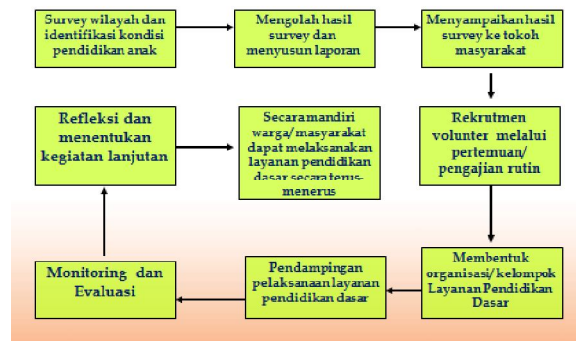 Survey wilayah dan
identifikasi kondisi
pendidikan anak
Mengolah hasil
survey dan
menyusun laporan
Menyampaikan hasil
survey ke tokoh
masyarakat
Rekrutmen
volunter melalui
pertemuan/
pengajian rutin
Membentuk
organisasi/kelompok
Layanan Pendidikan
Dasar
Pendampingan
pelaksanaan layanan
pendidikan dasar
Monitoring dan
Evaluasi
Refleksi dan
menentukan
kegiatan lanjutan
Secara mandiri
warga/masyarakat
dapat melaksanakan
layanan pendidikan
dasar secara terus-
menerus